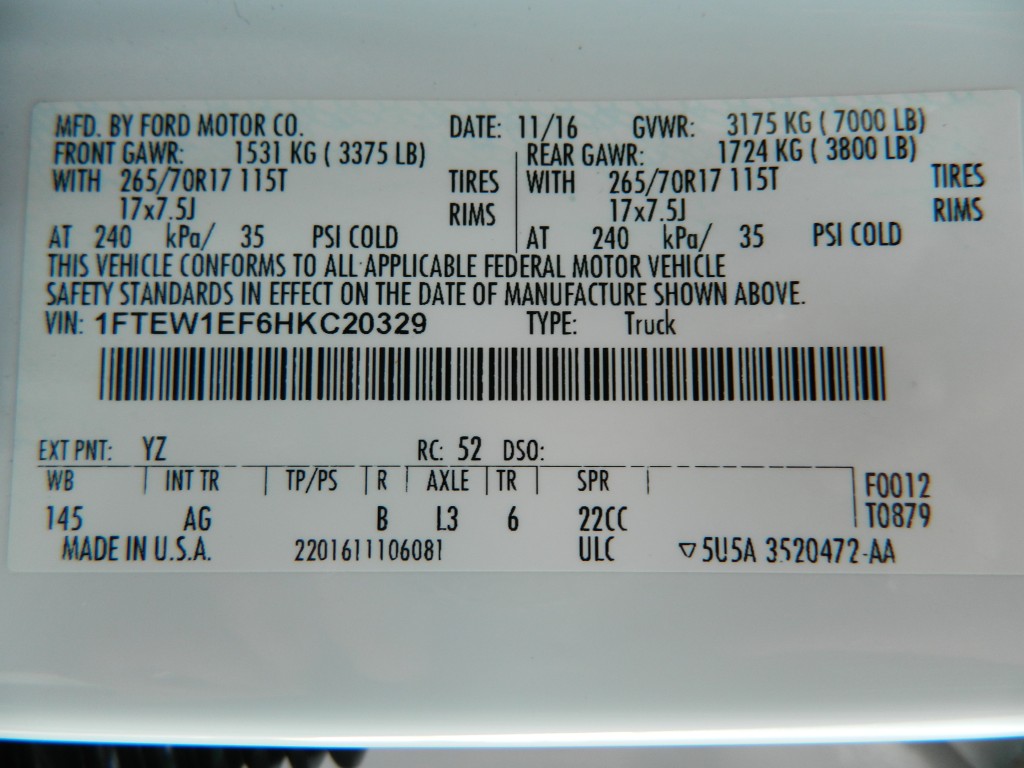 MFD. BY FORD MOTOR CO. DATE: 11/16 GVWR: 3175 KG ( 7000 LB)
FRONT GAWR: 1531 KG ( 3375 LB) REAR GAWR: 1724 KG ( 3800 LB)
WITH 265/70R17 115T TIRES WITH 265/70R17 115T TIRES
17x7.5J RIMS 17x7.5J RIMS
AT 240 kPa/ 35 PSI COLD AT 240 kPa/ 35 PSI COLD
THIS VEHICLE CONFORMS TO ALL APPLICABLE FEDERAL MOTOR VEHICLE
SAFETY STANDARDS IN EFFECT ON THE DATE OF MANUFACTURE SHOWN ABOVE.
VIN: 1FTEW1EF6HKC20329 TYPE: Truck
EXT PNT: YZ RC: 52 DSO:
WB INT TR TP/PS R AXLE TR SPR F0012
145 AG B L3 6 22CC T0879
MADE IN U.S.A. 2201611106081 ULC ▽5U5A 3520472-AA